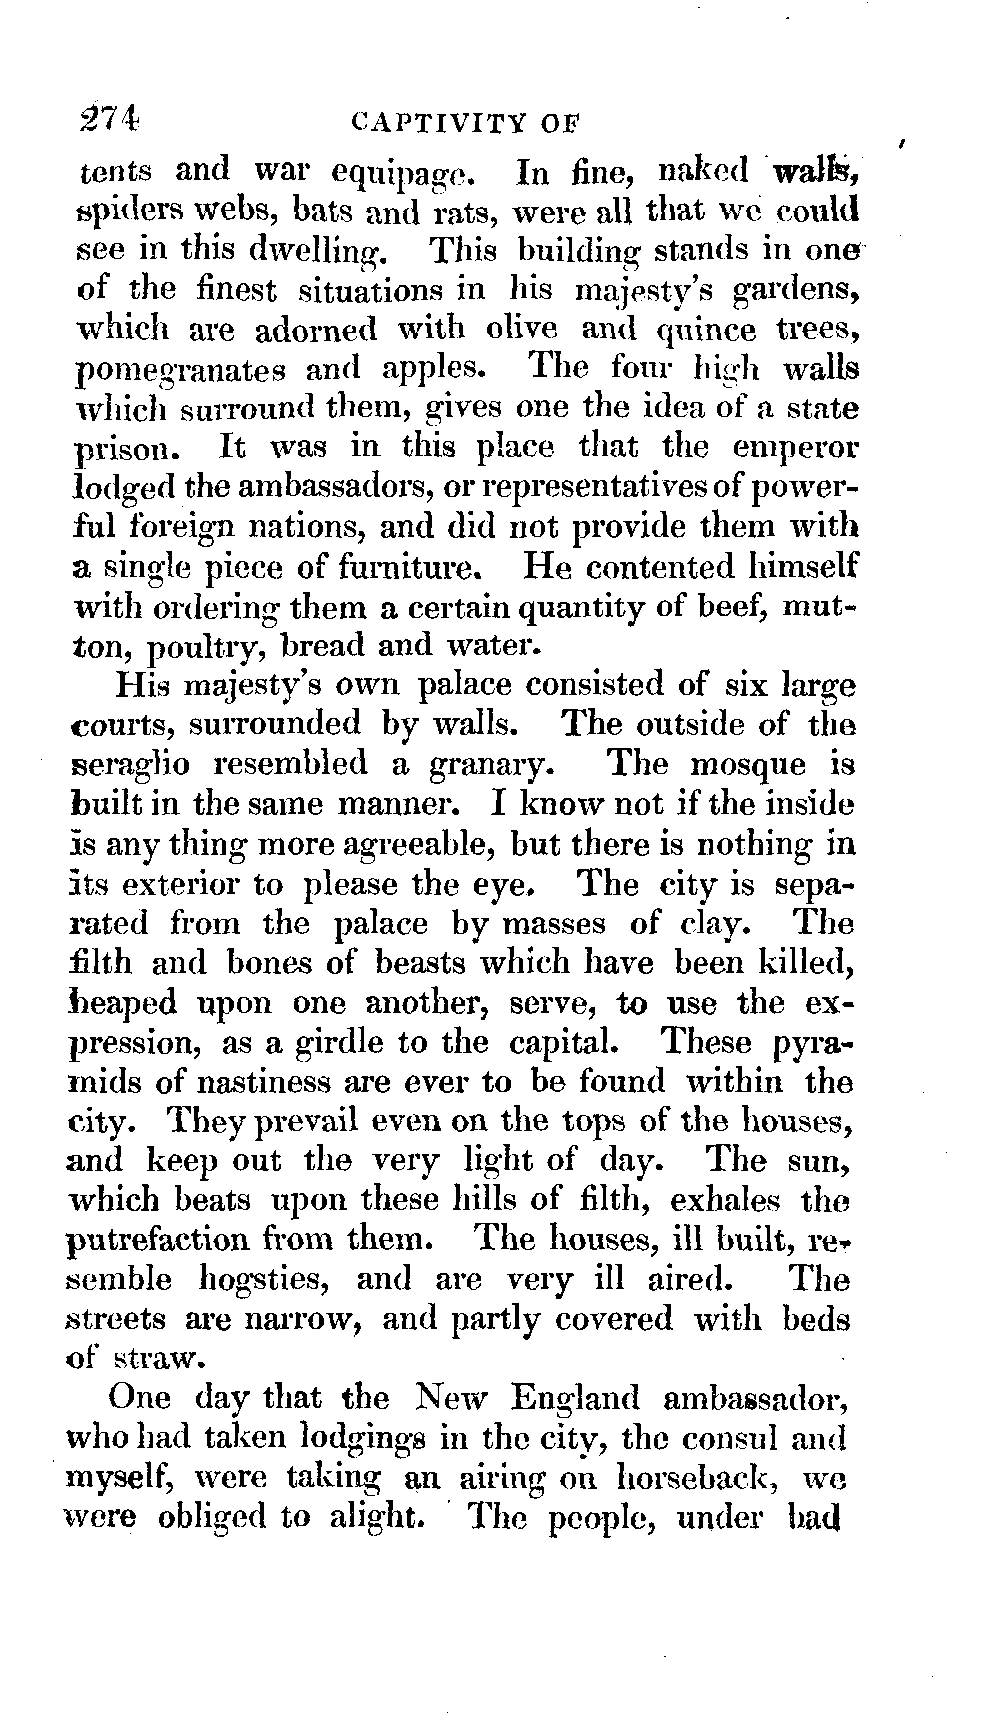 274 CAPTIVITY OF
tents and war equipage. In fine, naked walls,
spiders webs, bats and rats, were all that we could
see in this dwelling. This building stands in one
of the finest situations in his majesty's gardens,
which are adorned with olive and quince trees,
pomegranates and apples. The four high walls
which surround them, gives one the idea of a state
prison. It was in this place that the emperor
lodged the ambassadors, or representatives of power-
ful foreign nations, and did not provide them with
a single piece of furniture. He contented himself
with ordering them a certain quantity of beef, mut-
ton, poultry, bread and water.
His majesty's own palace consisted of six large
courts, surrounded by walls. The outside of the
seraglio resembled a granary. The mosque is
built in the same manner. I know not if the inside
is any thing more agreeable, but there is nothing in
its exterior to please the eye. The city is sepa-
rated from the palace by masses of clay. The
filth and bones of beasts which have been killed,
heaped upon one another, serve, to use the ex-
pression, as a girdle to the capital. These pyra-
mids of nastiness are ever to be found within the
city. They prevail even on the tops of the houses,
and keep out the very light of day. The sun,
which beats upon these hills of filth, exhales the
putrefaction from them. The houses, ill built, re-
semble hogsties, and are very ill aired. The
streets are narrow, and partly covered with beds
of straw.
One day that the New England ambassador,
who had taken lodgings in the city, the consul and
myself, were taking an airing on horseback, we
were obliged to alight. The people, under bad